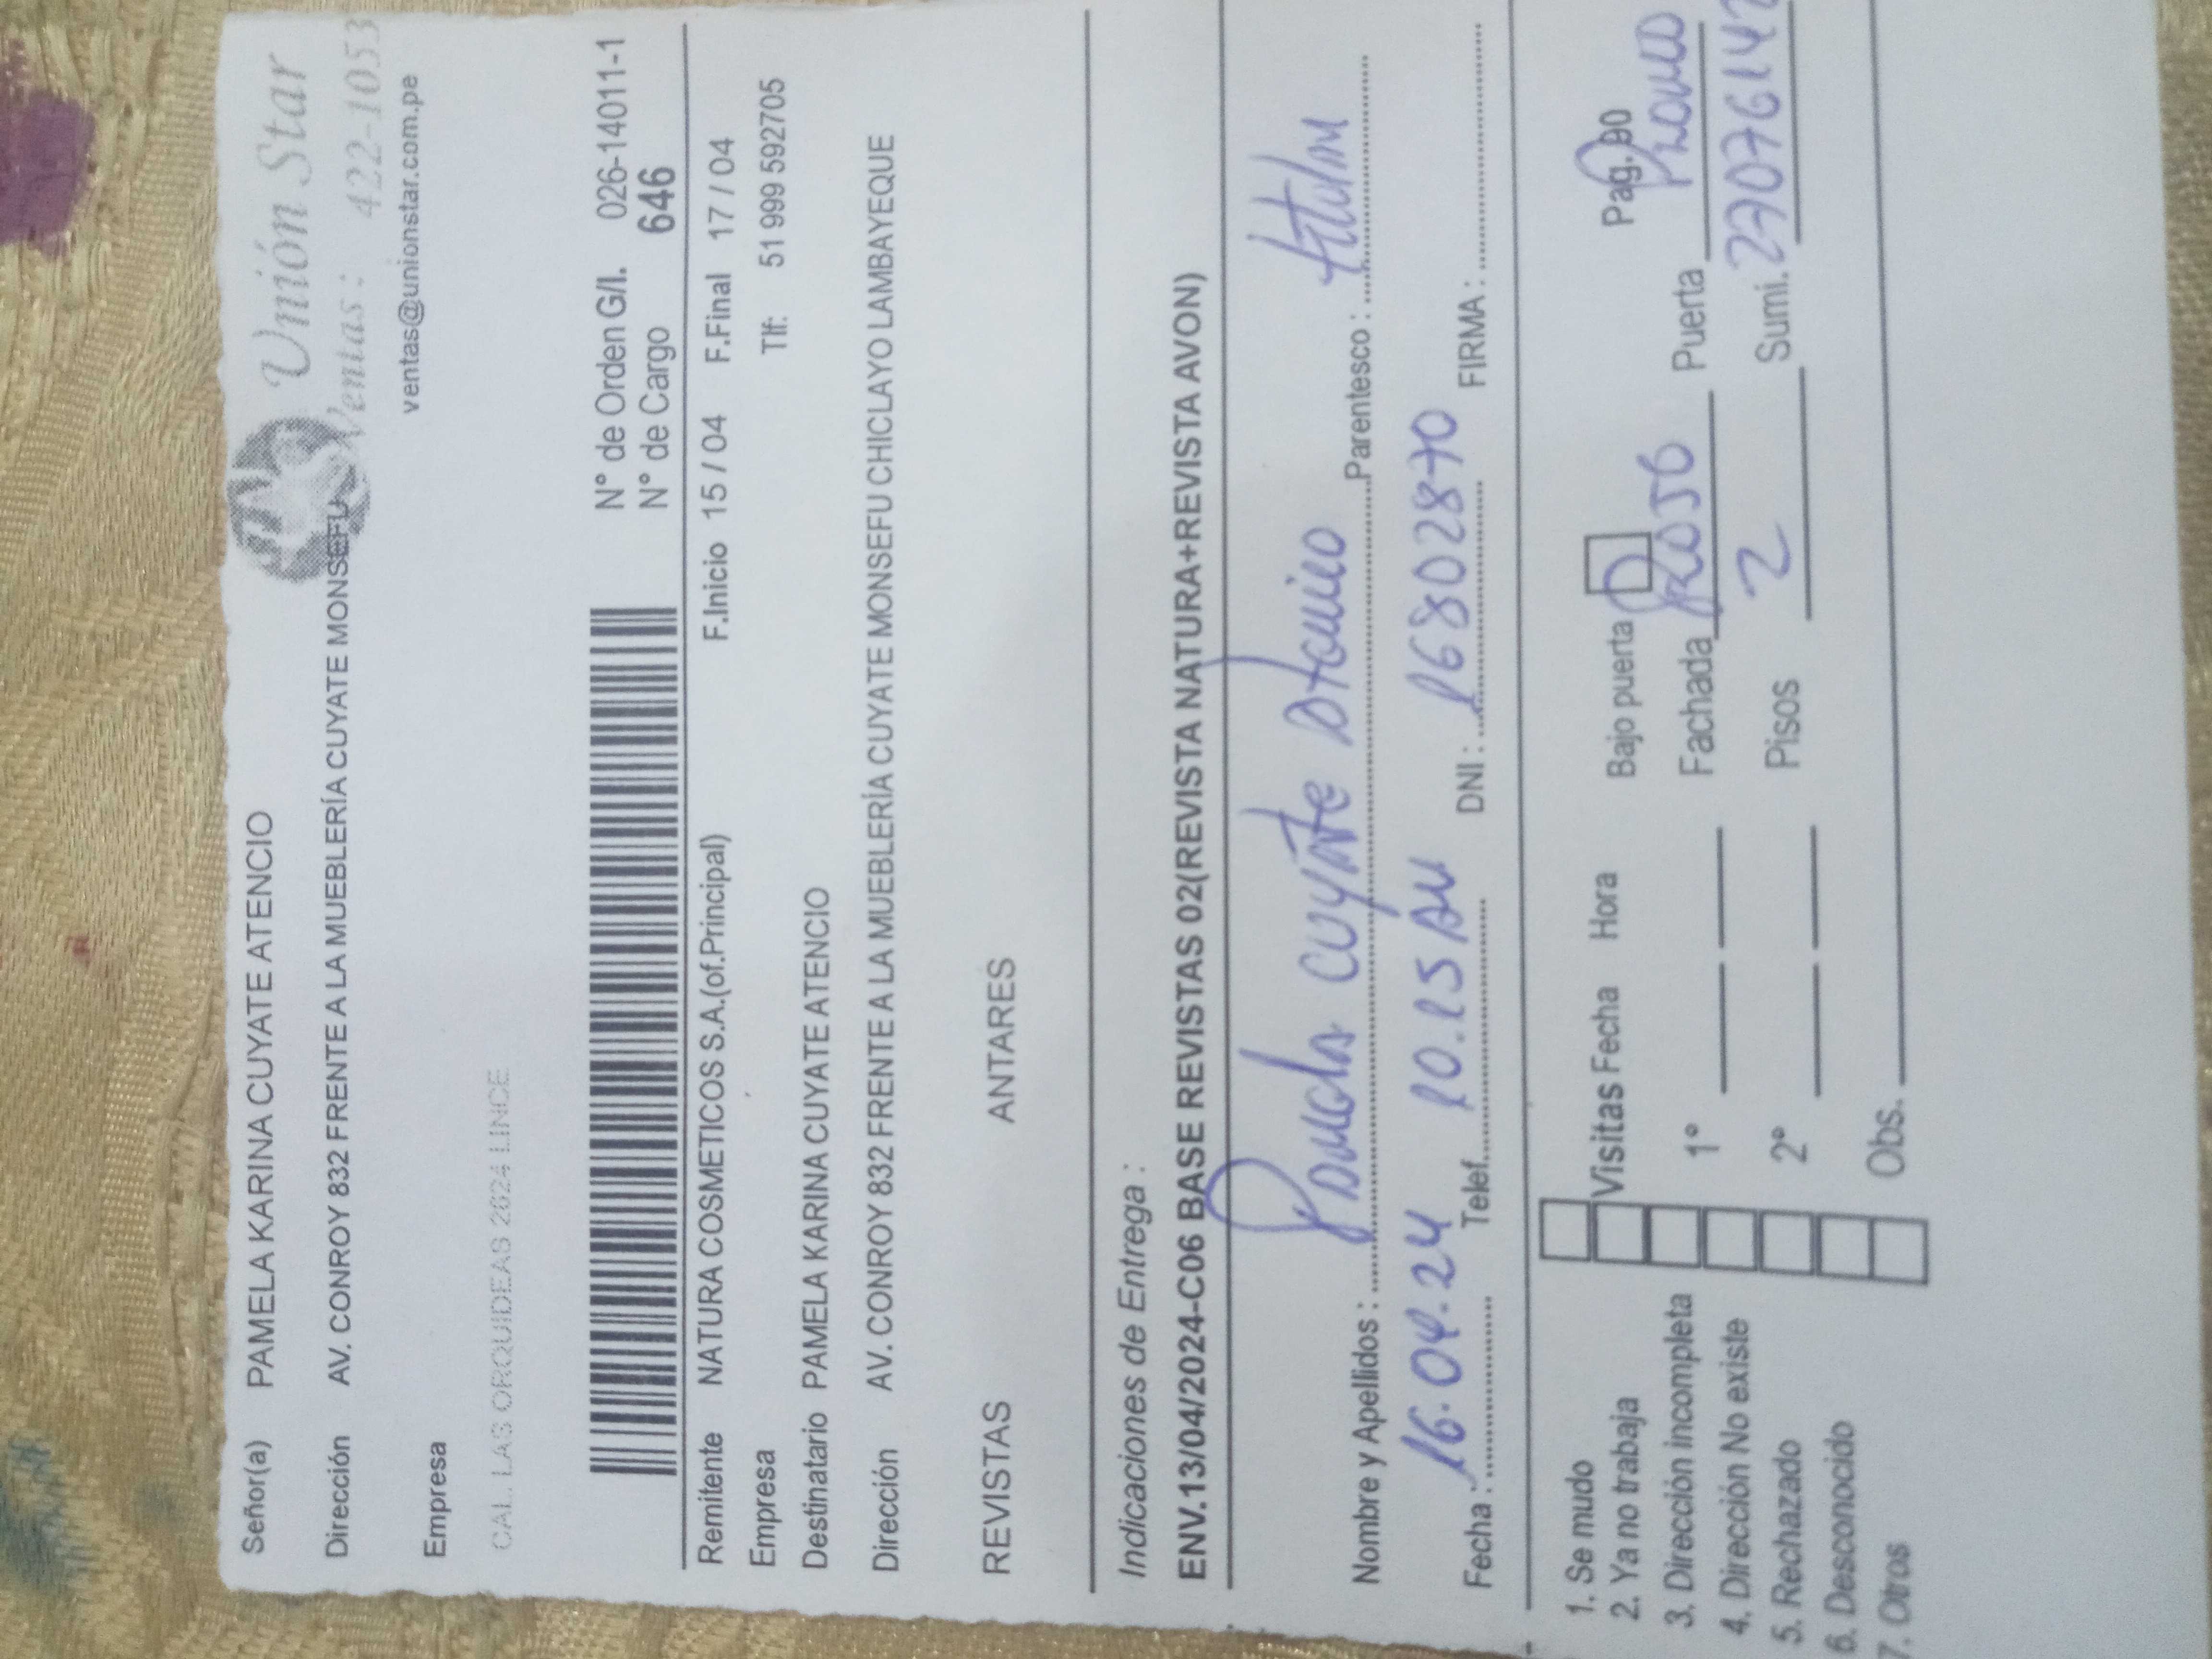 Señor(a) PAMELA KARINA CUYATE ATENCIO
Unión Star
Dirección AV. CONROY 832 FRENTE A LA MUEBLERÍA CUYATE MONSEFU
Ventas: 422-1053
ventas@unionstar.com.pe
Empresa
CAL. LAS ORQUIDEAS 2624 LINCE
N° de Orden G/I. 026-14011-1
N° de Cargo 646
Remitente NATURA COSMETICOS S.A.(of.Principal) F.Inicio 15 / 04 F.Final 17 / 04
Empresa Tlf: 51 999 592705
Destinatario PAMELA KARINA CUYATE ATENCIO
Dirección AV. CONROY 832 FRENTE A LA MUEBLERÍA CUYATE MONSEFU CHICLAYO LAMBAYEQUE
REVISTAS ANTARES
Indicaciones de Entrega :
ENV.13/04/2024-C06 BASE REVISTAS 02(REVISTA NATURA+REVISTA AVON)
Nombre y Apellidos : Pamela Cuyate Parentesco : titular
Fecha : 16.04.24 Telef. 10.15 AM DNI : 16802870 FIRMA :
1. Se mudo
2. Ya no trabaja
3. Dirección incompleta
4. Dirección No existe
5. Rechazado
6. Desconocido
7. Otros
Visitas Fecha Hora Bajo puerta Pag. 90
1° Fachada Puerta
2° Pisos 2 Sumi.
Obs.